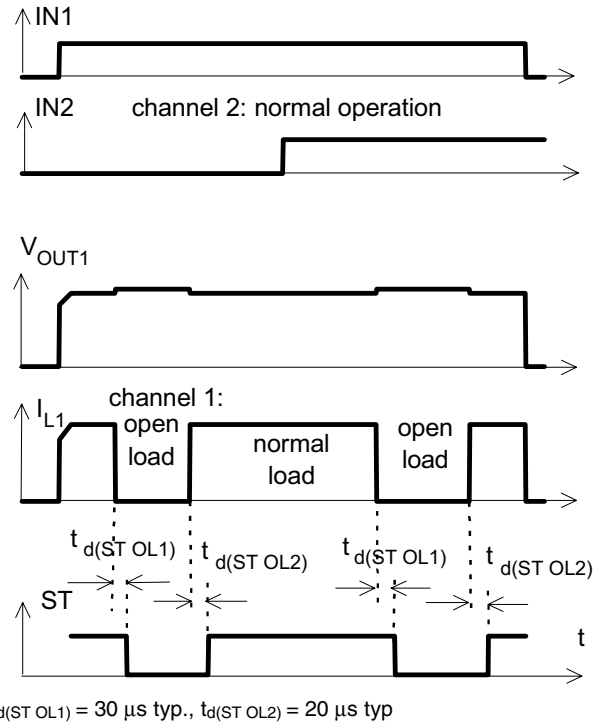 IN1
IN2 channel 2: normal operation
VOUT1
IL1
channel 1:
open
load
normal
load
open
load
td(ST OL1)
td(ST OL2)
td(ST OL1)
td(ST OL2)
ST
t
d(ST OL1) = 30 μs typ., td(ST OL2) = 20 μs typ